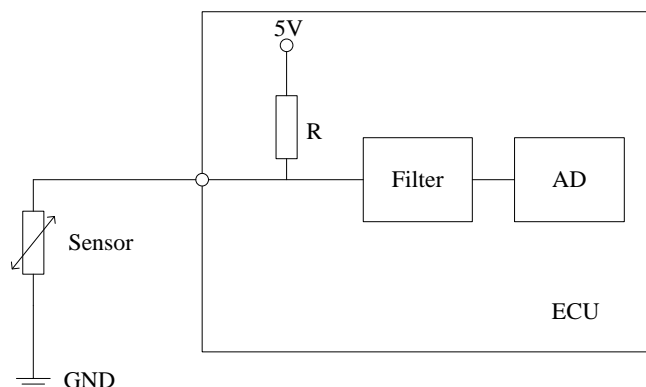 5V
R
Filter
AD
Sensor
ECU
GND